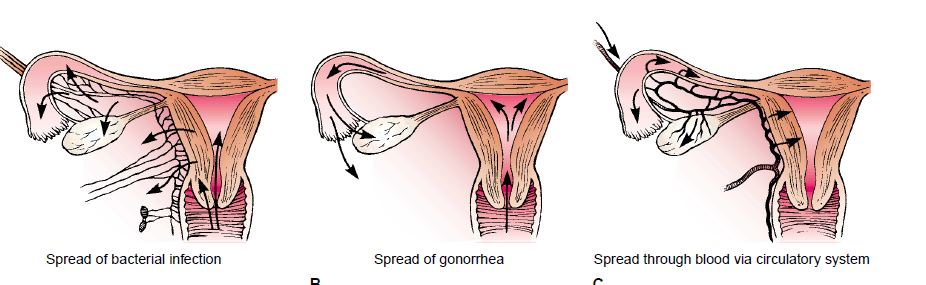 Spread of bacterial infection
Spread of gonorrhea
Spread through blood via circulatory system
B
C